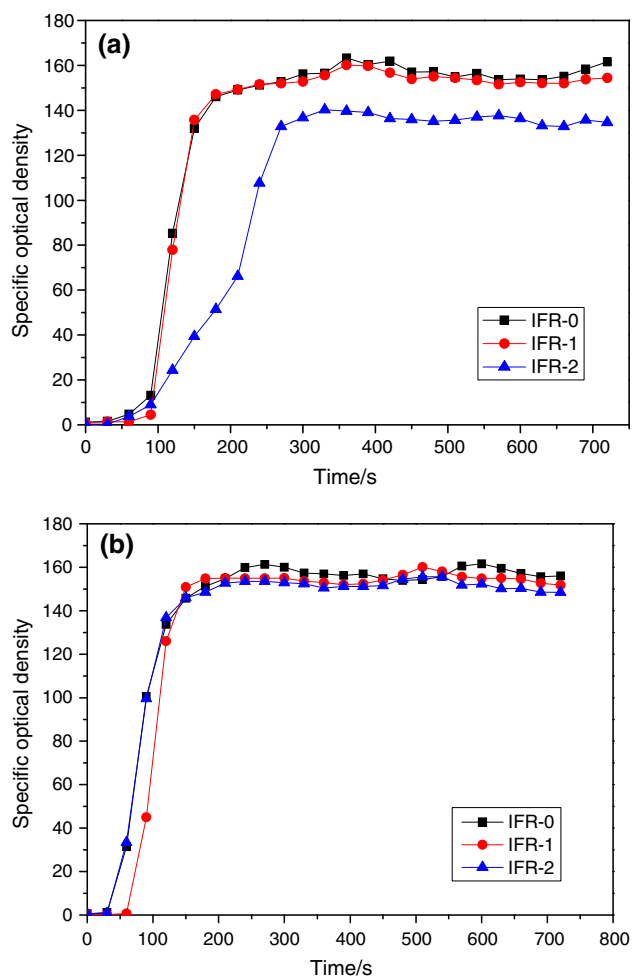 (a)
180
160
140
120
100
80
60
40
20
0
Specific optical density
IFR-0
IFR-1
IFR-2
0 100 200 300 400 500 600 700
Time/s
(b)
180
160
140
120
100
80
60
40
20
0
Specific optical density
IFR-0
IFR-1
IFR-2
0 100 200 300 400 500 600 700 800
Time/s